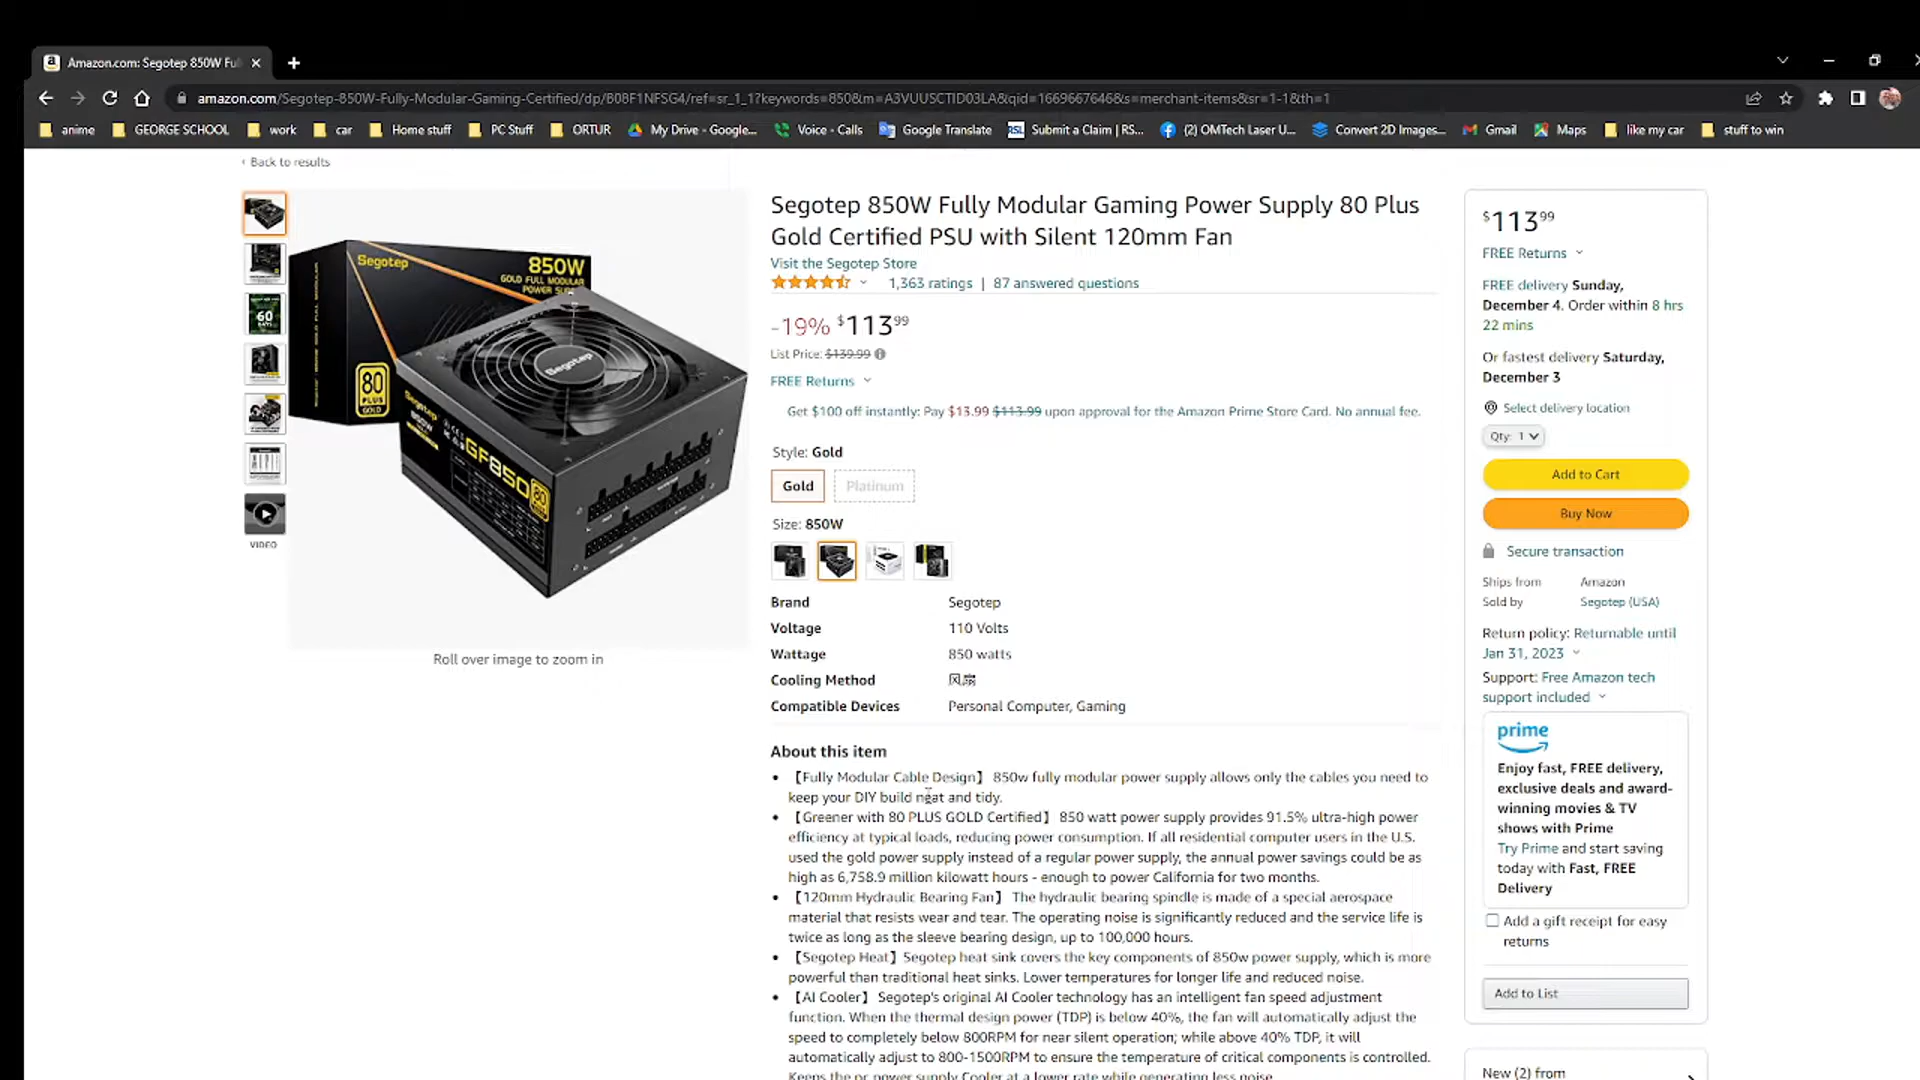 Amazon.com: Segotep 850W Fu
amazon.com/Segotep-850W-Fully-Modular-Gaming-Certified/dp/B08F1NFSG4/ref=sr_1_1?keywords=850&m=A3VUUSCTID03LA&qid=1669667646&s=merchant-items&sr=1-1&th=1
anime GEORGE SCHOOL work car Home stuff PC Stuff ORTUR My Drive - Google... Voice - Calls Google Translate Submit a Claim | RS... (2) OMTech Laser U... Convert 2D Images... Gmail Maps like my car stuff to win
‹ Back to results
Segotep
850W
GOLD FULL MODULAR
80
PLUS
GOLD
Segotep
Segotep
850W
GF850
60
VIDEO
Roll over image to zoom in
Segotep 850W Fully Modular Gaming Power Supply 80 Plus
Gold Certified PSU with Silent 120mm Fan
Visit the Segotep Store
1,363 ratings | 87 answered questions
-19% $113 99
List Price: $139.99
FREE Returns
Get $100 off instantly: Pay $13.99 $113.99 upon approval for the Amazon Prime Store Card. No annual fee.
Style: Gold
Gold Platinum
Size: 850W
Brand Segotep
Voltage 110 Volts
Wattage 850 watts
Cooling Method 风扇
Compatible Devices Personal Computer, Gaming
About this item
• 【Fully Modular Cable Design】 850w fully modular power supply allows only the cables you need to
keep your DIY build neat and tidy.
• 【Greener with 80 PLUS GOLD Certified】 850 watt power supply provides 91.5% ultra-high power
efficiency at typical loads, reducing power consumption. If all residential computer users in the U.S.
used the gold power supply instead of a regular power supply, the annual power savings could be as
high as 6,758.9 million kilowatt hours - enough to power California for two months.
• 【120mm Hydraulic Bearing Fan】 The hydraulic bearing spindle is made of a special aerospace
material that resists wear and tear. The operating noise is significantly reduced and the service life is
twice as long as the sleeve bearing design, up to 100,000 hours.
• 【Segotep Heat】Segotep heat sink covers the key components of 850w power supply, which is more
powerful than traditional heat sinks. Lower temperatures for longer life and reduced noise.
• 【AI Cooler】 Segotep's original AI Cooler technology has an intelligent fan speed adjustment
function. When the thermal design power (TDP) is below 40%, the fan will automatically adjust the
speed to completely below 800RPM for near silent operation; while above 40% TDP, it will
automatically adjust to 800-1500RPM to ensure the temperature of critical components is controlled.
Keeps the pc power supply Cooler at a lower rate while generating less noise
$113 99
FREE Returns
FREE delivery Sunday,
December 4. Order within 8 hrs
22 mins
Or fastest delivery Saturday,
December 3
Select delivery location
Qty: 1
Add to Cart
Buy Now
Secure transaction
Ships from Amazon
Sold by Segotep (USA)
Return policy: Returnable until
Jan 31, 2023
Support: Free Amazon tech
support included
prime
Enjoy fast, FREE delivery,
exclusive deals and award-
winning movies & TV
shows with Prime
Try Prime and start saving
today with Fast, FREE
Delivery
Add a gift receipt for easy
returns
Add to List
New (2) from